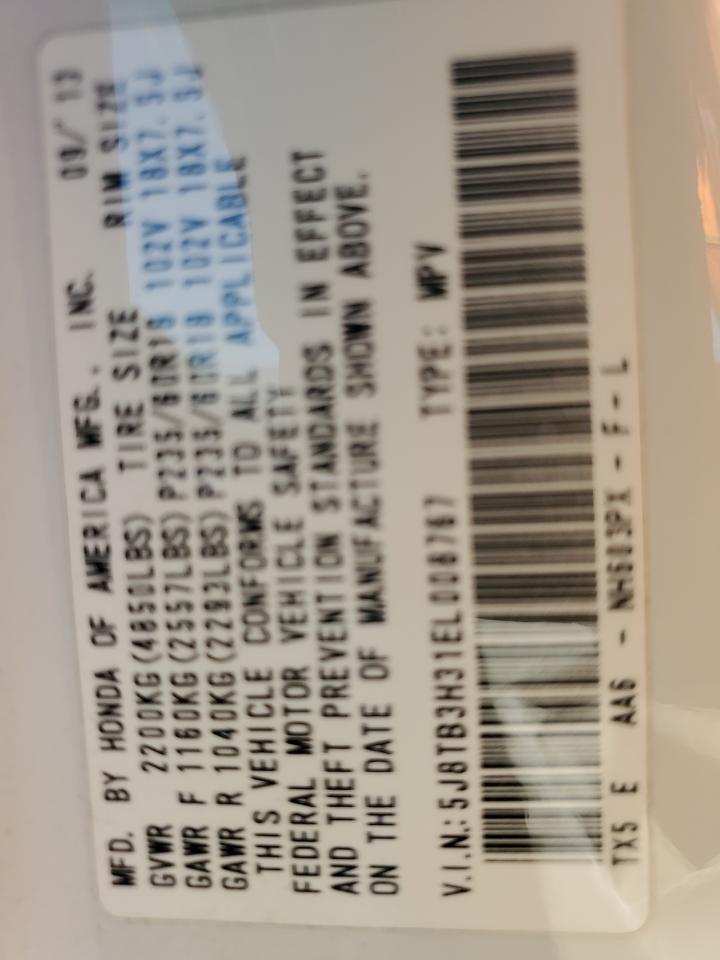 MFD. BY HONDA OF AMERICA MFG., INC. 09/ 13
TIRE SIZE RIM SIZE
GVWR 2200KG(4850LBS)
GAWR F 1160KG(2557LBS) P235/60R18 102V 18X7.5J
GAWR R 1040KG(2293LBS) P235/60R18 102V 18X7.5J
THIS VEHICLE CONFORMS TO ALL APPLICABLE
FEDERAL MOTOR VEHICLE SAFETY
AND THEFT PREVENTION STANDARDS IN EFFECT
ON THE DATE OF MANUFACTURE SHOWN ABOVE.
V.I.N.: 5J8TB3H31EL008767 TYPE: MPV
TX5 E AA6 - NH603PX - F - L